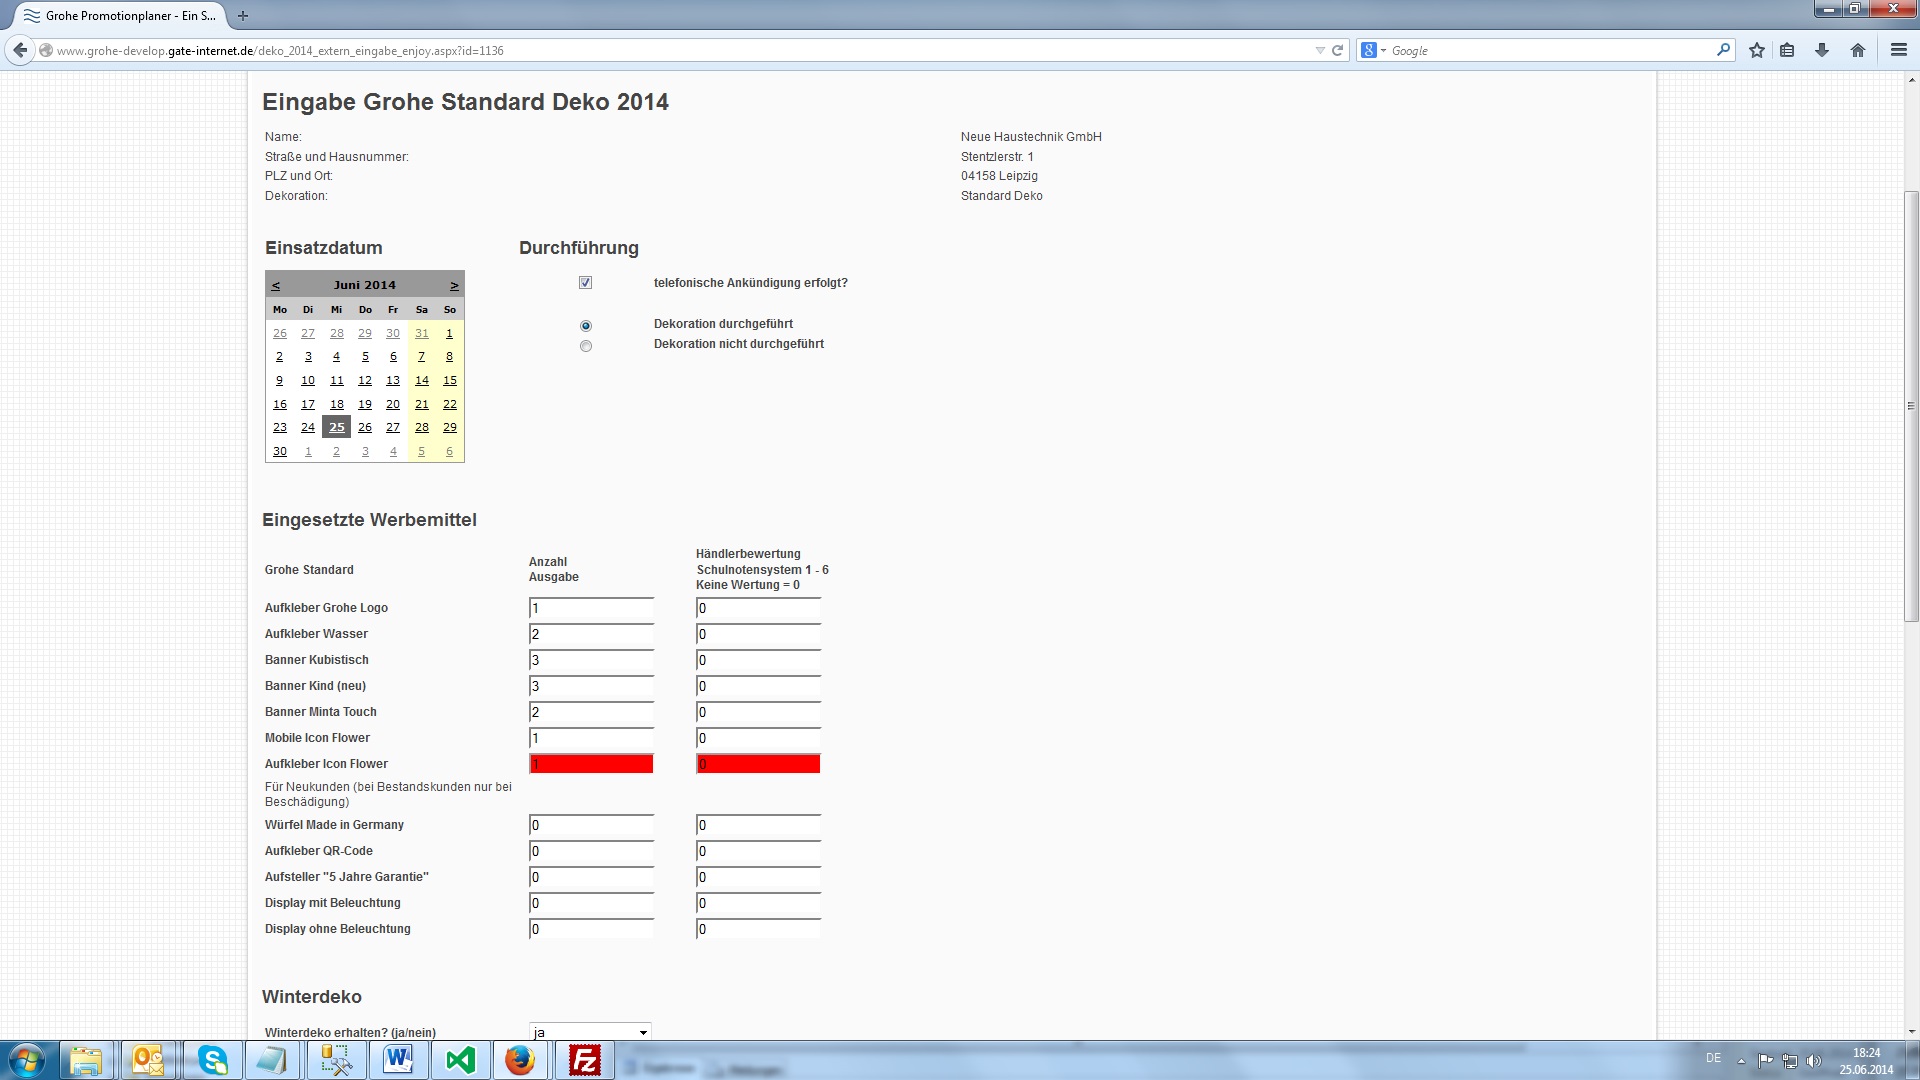 Grohe Promotionplaner - Ein S...
www.grohe-develop.gate-internet.de/deko_2014_extern_eingabe_enjoy.aspx?id=1136
Google
Eingabe Grohe Standard Deko 2014
Name: Neue Haustechnik GmbH
Straße und Hausnummer: Stentzlerstr. 1
PLZ und Ort: 04158 Leipzig
Dekoration: Standard Deko
Einsatzdatum
< Juni 2014 >
Mo Di Mi Do Fr Sa So
26 27 28 29 30 31 1
2 3 4 5 6 7 8
9 10 11 12 13 14 15
16 17 18 19 20 21 22
23 24 25 26 27 28 29
30 1 2 3 4 5 6
Durchführung
telefonische Ankündigung erfolgt?
Dekoration durchgeführt
Dekoration nicht durchgeführt
Eingesetzte Werbemittel
Grohe Standard
Anzahl
Ausgabe
Händlerbewertung
Schulnotensystem 1 - 6
Keine Wertung = 0
Aufkleber Grohe Logo 1 0
Aufkleber Wasser 2 0
Banner Kubistisch 3 0
Banner Kind (neu) 3 0
Banner Minta Touch 2 0
Mobile Icon Flower 1 0
Aufkleber Icon Flower 1 0
Für Neukunden (bei Bestandskunden nur bei
Beschädigung)
Würfel Made in Germany 0 0
Aufkleber QR-Code 0 0
Aufsteller "5 Jahre Garantie" 0 0
Display mit Beleuchtung 0 0
Display ohne Beleuchtung 0 0
Winterdeko
Winterdeko erhalten? (ja/nein) ja
DE
18:24
25.06.2014